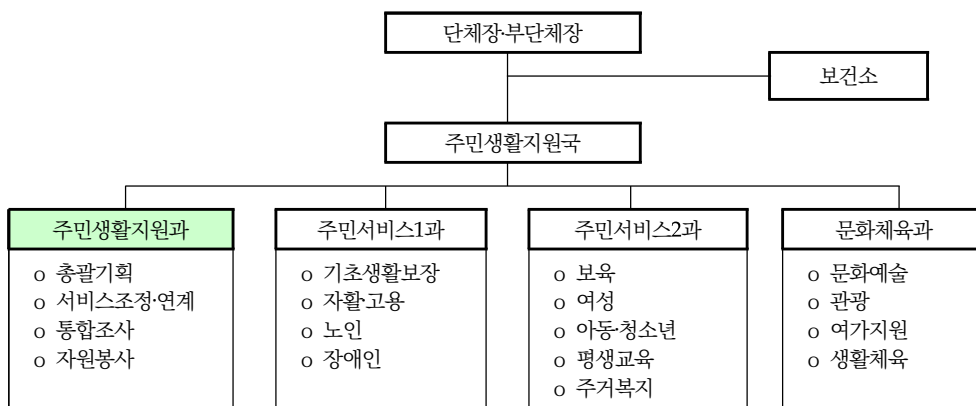 단체장·부단체장
보건소
주민생활지원국
주민생활지원과
o 총괄기획
o 서비스조정·연계
o 통합조사
o 자원봉사
주민서비스1과
o 기초생활보장
o 자활·고용
o 노인
o 장애인
주민서비스2과
o 보육
o 여성
o 아동·청소년
o 평생교육
o 주거복지
문화체육과
o 문화예술
o 관광
o 여가지원
o 생활체육